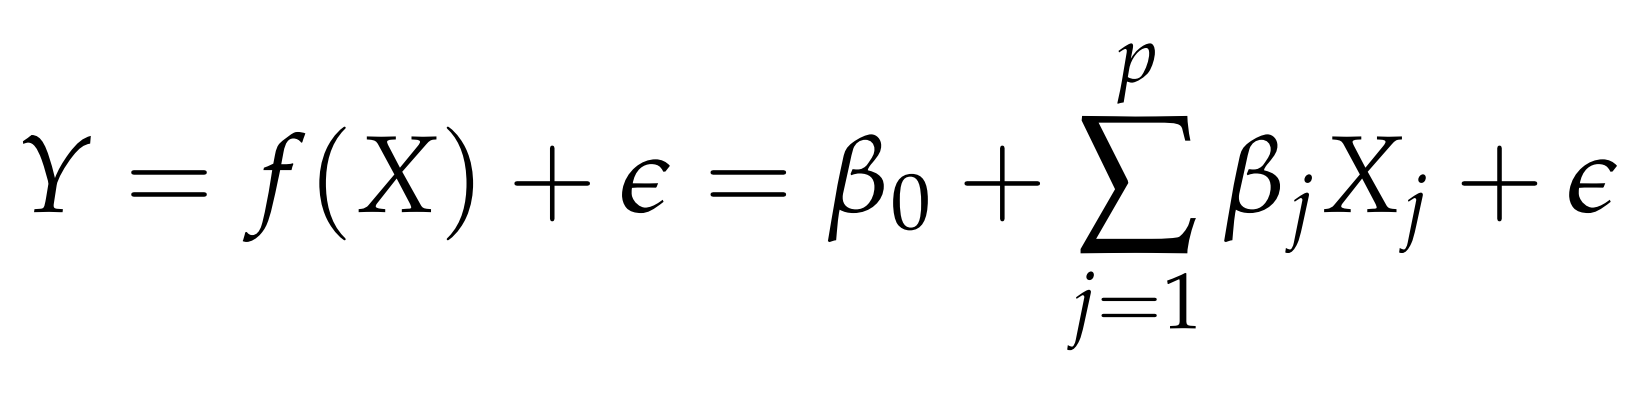 Y = f(X) + ϵ = β₀ + ∑_{j=1}^{p} β_j X_j + ϵ